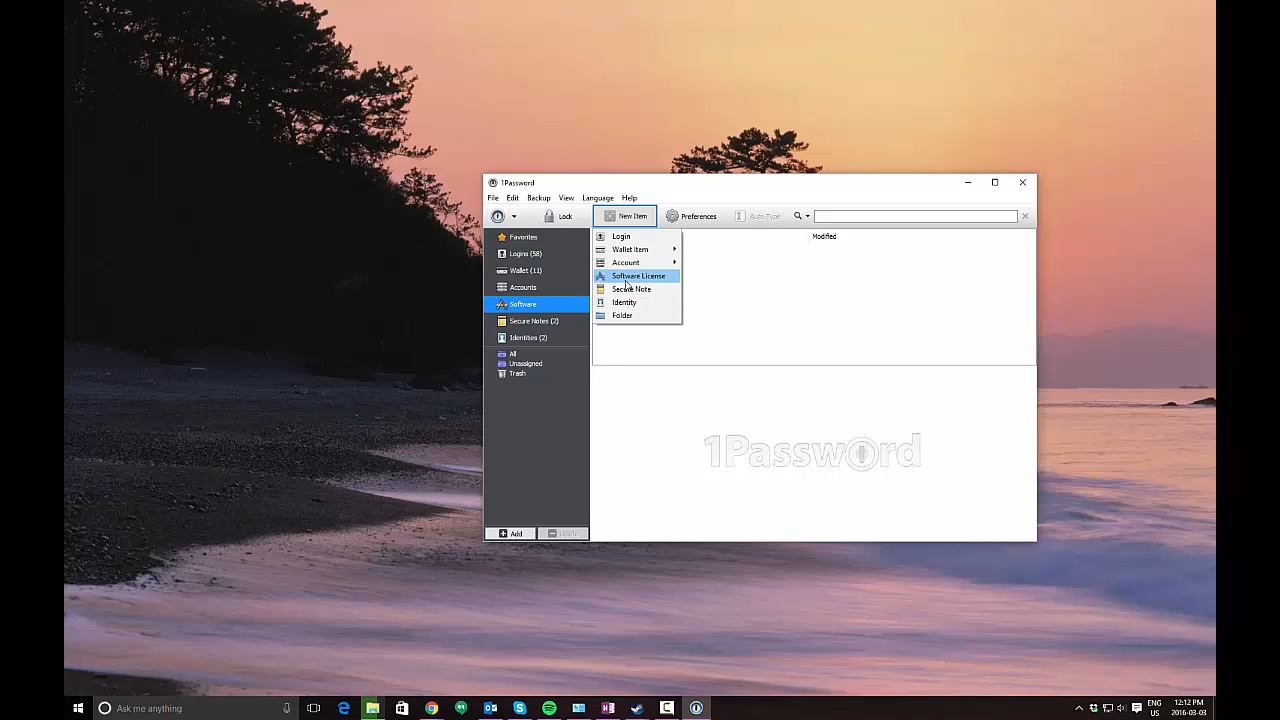 1Password
File Edit Backup View Language Help
Lock New Item Preferences Auto-Type
Favorites
Logins (58)
Wallet (11)
Accounts
Software
Secure Notes (2)
Identities (2)
All
Unassigned
Trash
Add Delete
Login
Wallet Item
Account
Software License
Secure Note
Identity
Folder
Modified
1Password
Ask me anything
ENG
US
12:12 PM
2016-03-03